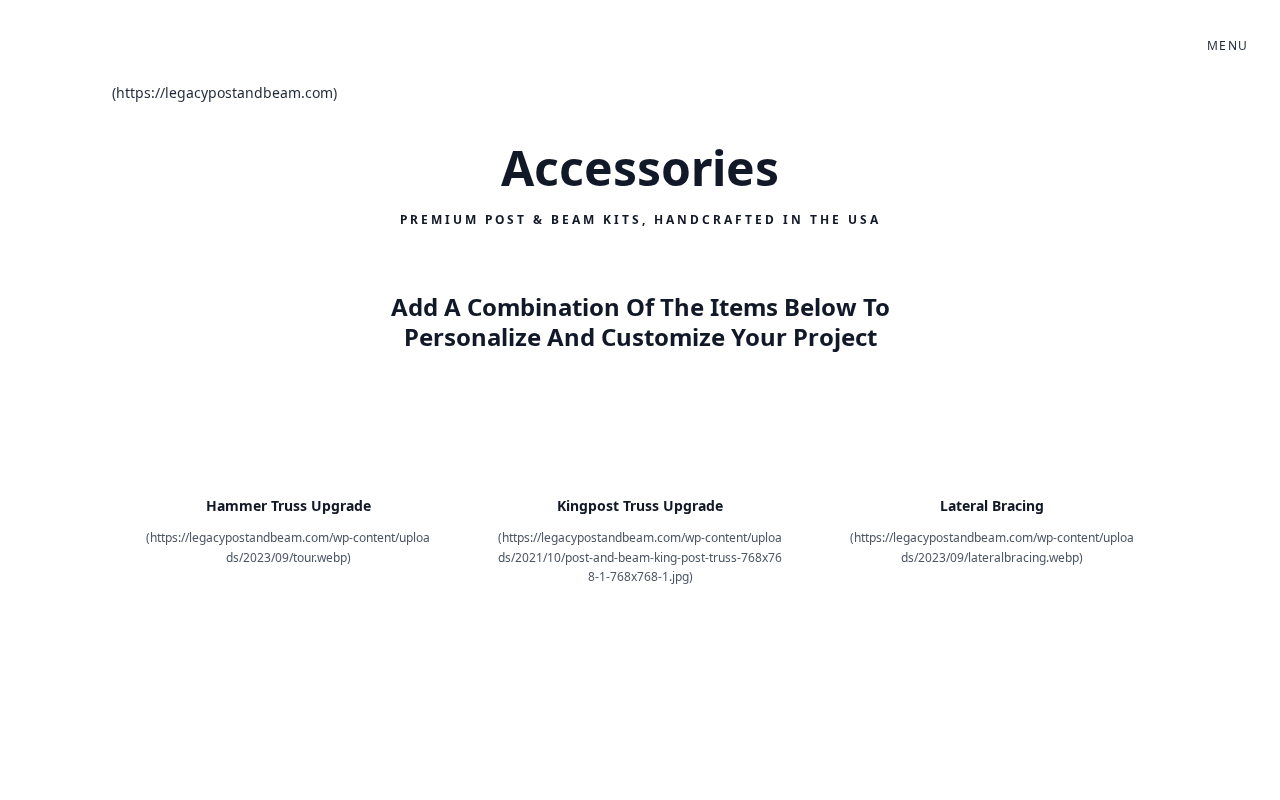 MENU
(https://legacypostandbeam.com)
Accessories
PREMIUM POST & BEAM KITS, HANDCRAFTED IN THE USA
Add A Combination Of The Items Below To
Personalize And Customize Your Project
Hammer Truss Upgrade
(https://legacypostandbeam.com/wp-content/uploa
ds/2023/09/tour.webp)
Kingpost Truss Upgrade
(https://legacypostandbeam.com/wp-content/uploa
ds/2021/10/post-and-beam-king-post-truss-768x76
8-1-768x768-1.jpg)
Lateral Bracing
(https://legacypostandbeam.com/wp-content/uploa
ds/2023/09/lateralbracing.webp)